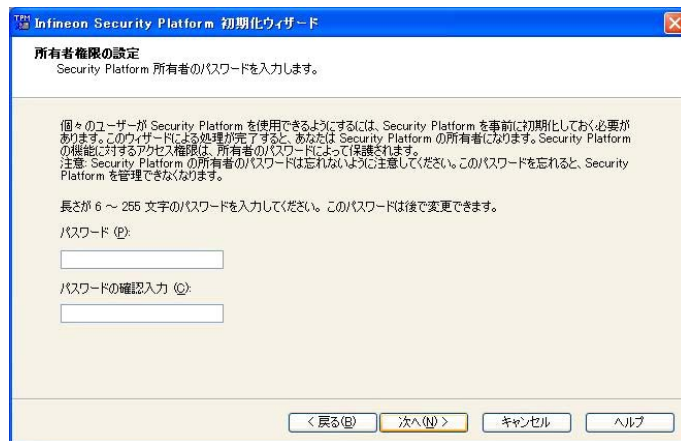 Infineon Security Platform 初期化ウィザード
所有者権限の設定
Security Platform 所有者のパスワードを入力します。
個々のユーザーが Security Platform を使用できるようにするには、Security Platform を事前に初期化しておく必要が
あります。このウィザードによる処理が完了すると、あなたは Security Platform の所有者になります。Security Platform
の機能に対するアクセス権限は、所有者のパスワードによって保護されます。
注意: Security Platform の所有者のパスワードは忘れないように注意してください。このパスワードを忘れると、Security
Platform を管理できなくなります。
長さが 6 ～ 255 文字のパスワードを入力してください。このパスワードは後で変更できます。
パスワード (P):
パスワードの確認入力 (C):
< 戻る(B)
次へ(N) >
キャンセル
ヘルプ